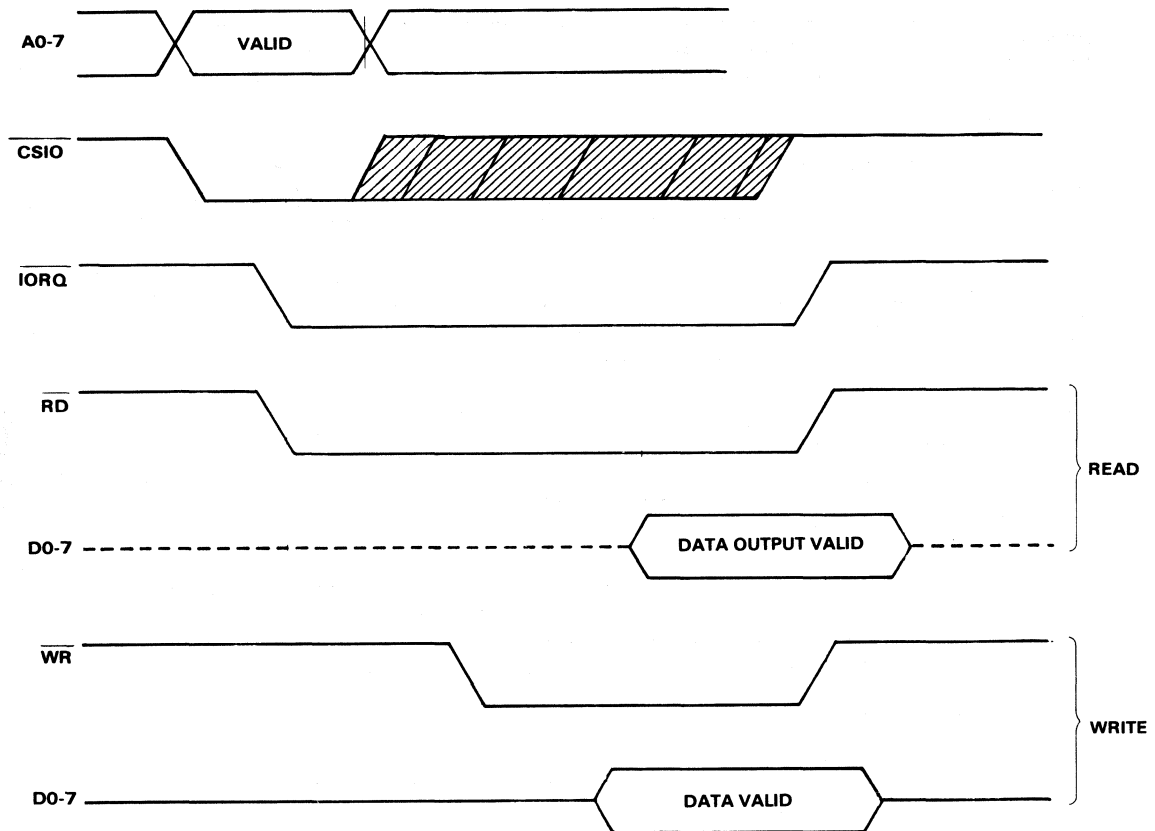 A0-7
VALID
CSIO
IORQ
RD
READ
D0-7
DATA OUTPUT VALID
WR
WRITE
D0-7
DATA VALID